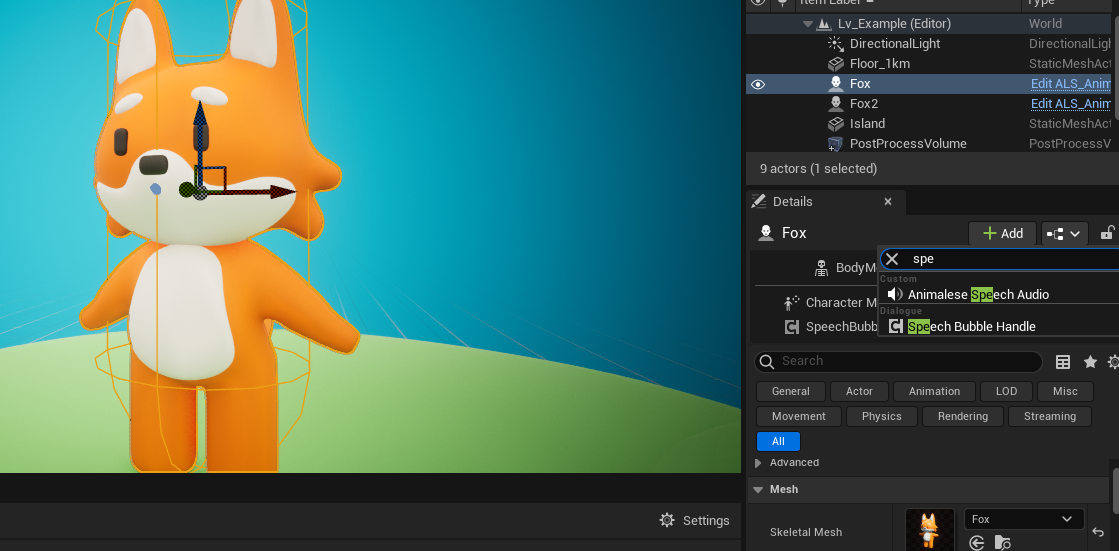 Item Label
Type
Lv_Example (Editor)
World
DirectionalLight
DirectionalLigh
Floor_1km
StaticMeshAct
Fox
Edit ALS_Anim
Fox2
Edit ALS_Anim
Island
StaticMeshAct
PostProcessVolume
PostProcessV
9 actors (1 selected)
Details
Fox
Add
spe
BodyM
Custom
Animalese Speech Audio
Character M
Dialogue
SpeechBubb
Speech Bubble Handle
Search
General
Actor
Animation
LOD
Misc
Movement
Physics
Rendering
Streaming
All
Advanced
Mesh
Skeletal Mesh
Fox
Settings